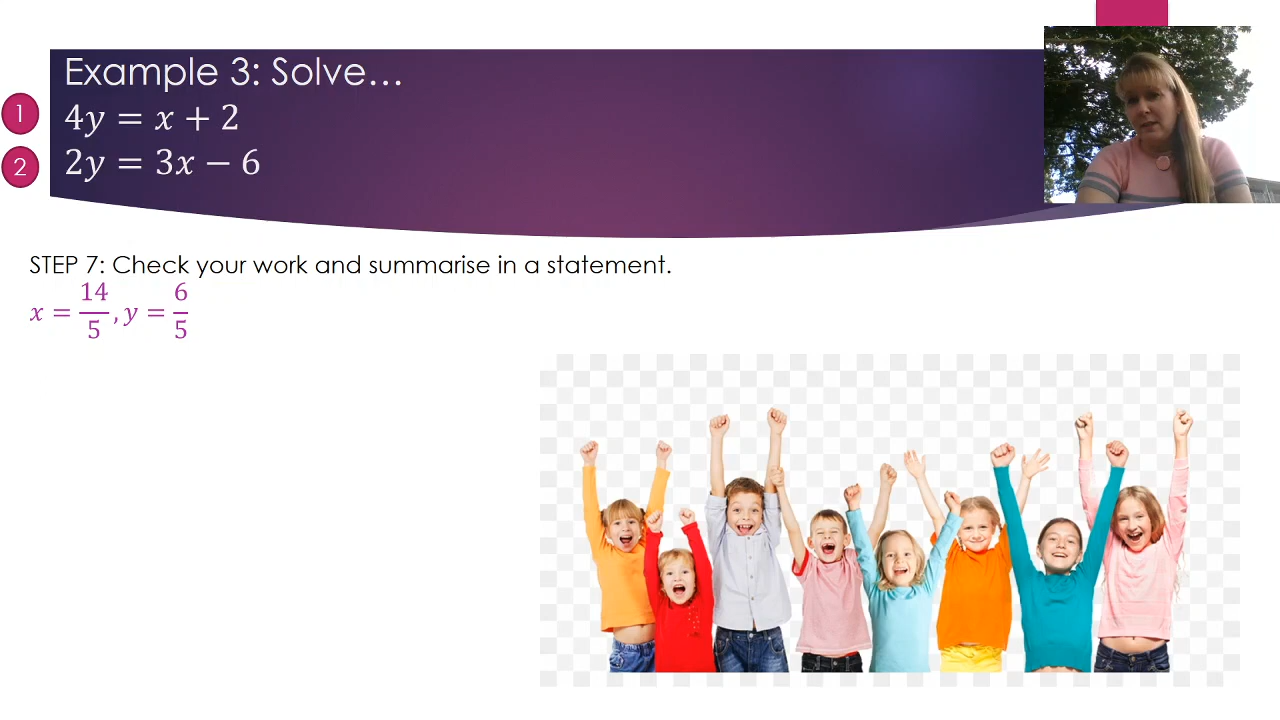 Example 3: Solve…
1 4𝑦 = 𝑥 + 2
2 2𝑦 = 3𝑥 − 6
STEP 7: Check your work and summarise in a statement.
𝑥 = 14/5, 𝑦 = 6/5